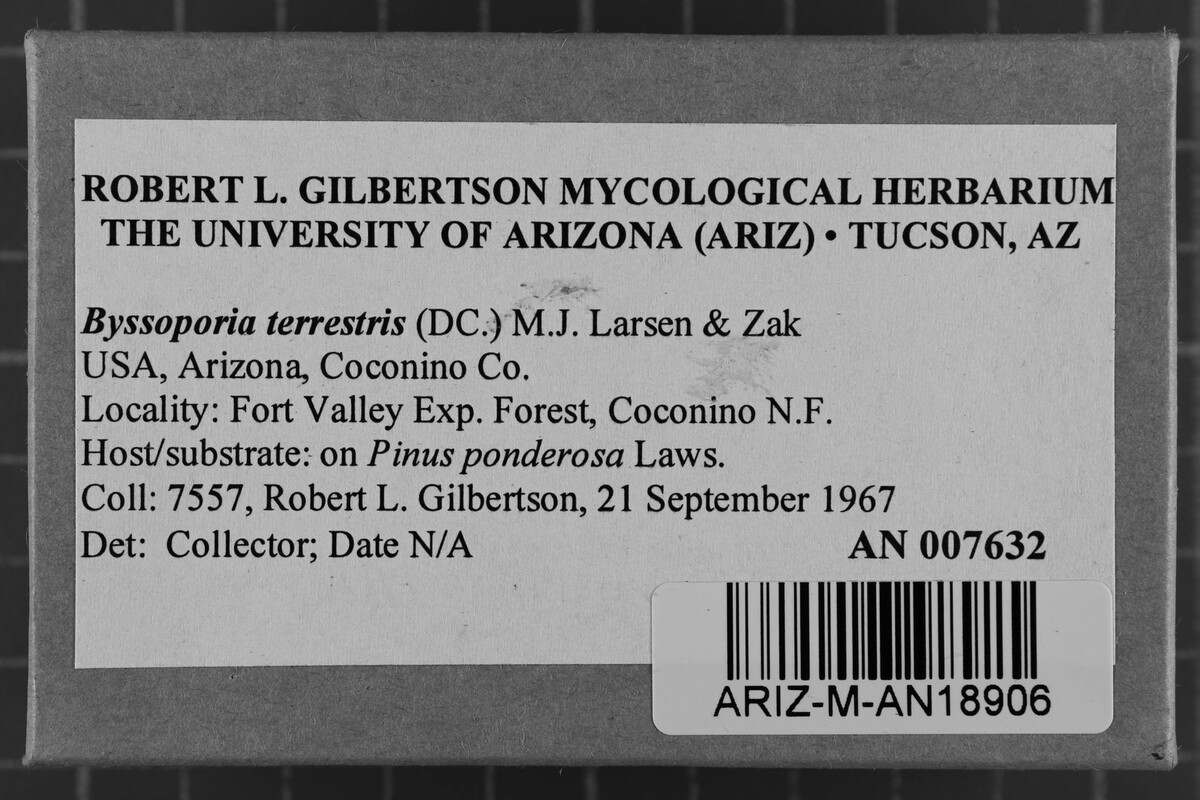 ROBERT L. GILBERTSON MYCOLOGICAL HERBARIUM
THE UNIVERSITY OF ARIZONA (ARIZ) • TUCSON, AZ
Byssoporia terrestris (DC.) M.J. Larsen & Zak
USA, Arizona, Coconino Co.
Locality: Fort Valley Exp. Forest, Coconino N.F.
Host/substrate: on Pinus ponderosa Laws.
Coll: 7557, Robert L. Gilbertson, 21 September 1967
Det: Collector; Date N/A AN 007632
ARIZ-M-AN18906